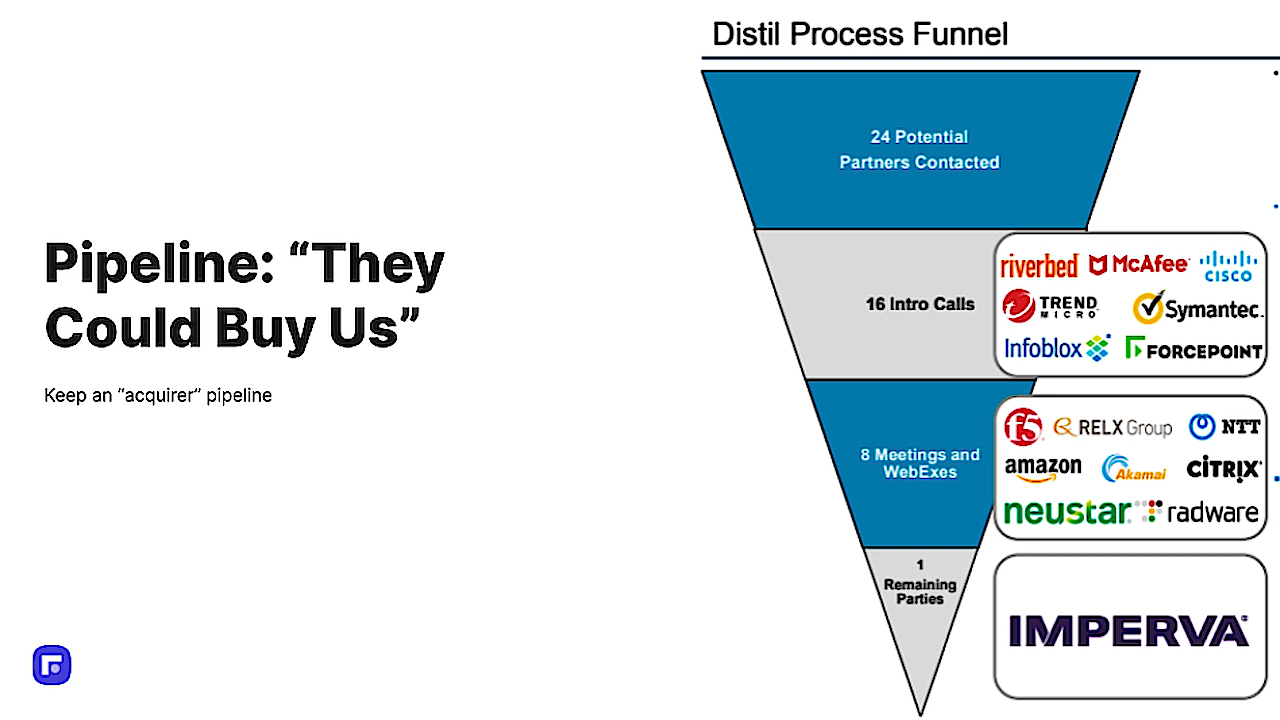 Distil Process Funnel
Pipeline: “They
Could Buy Us”
Keep an “acquirer” pipeline
24 Potential
Partners Contacted
16 Intro Calls
riverbed McAfee CISCO
TREND MICRO Symantec.
Infoblox FORCEPOINT
8 Meetings and
WebExes
f5 RELX Group NTT
amazon Akamai CITRIX
neustar radware
1
Remaining
Parties
IMPERVA